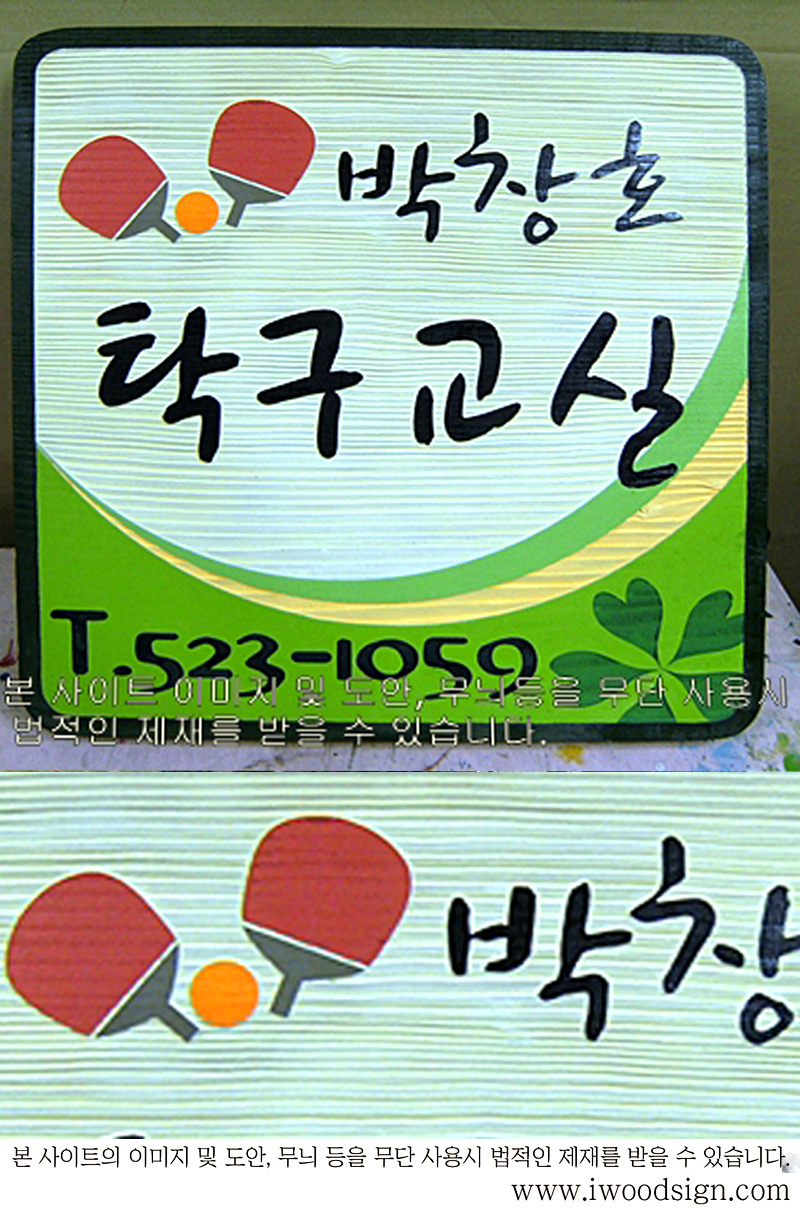 박창호
탁구교실
T.523-1059
본 사이트 이미지 및 도안, 무늬등을 무단 사용시
법적인 제재를 받을 수 있습니다.
박창
본 사이트의 이미지 및 도안, 무늬 등을 무단 사용시 법적인 제재를 받을 수 있습니다.
www.iwoodsign.com